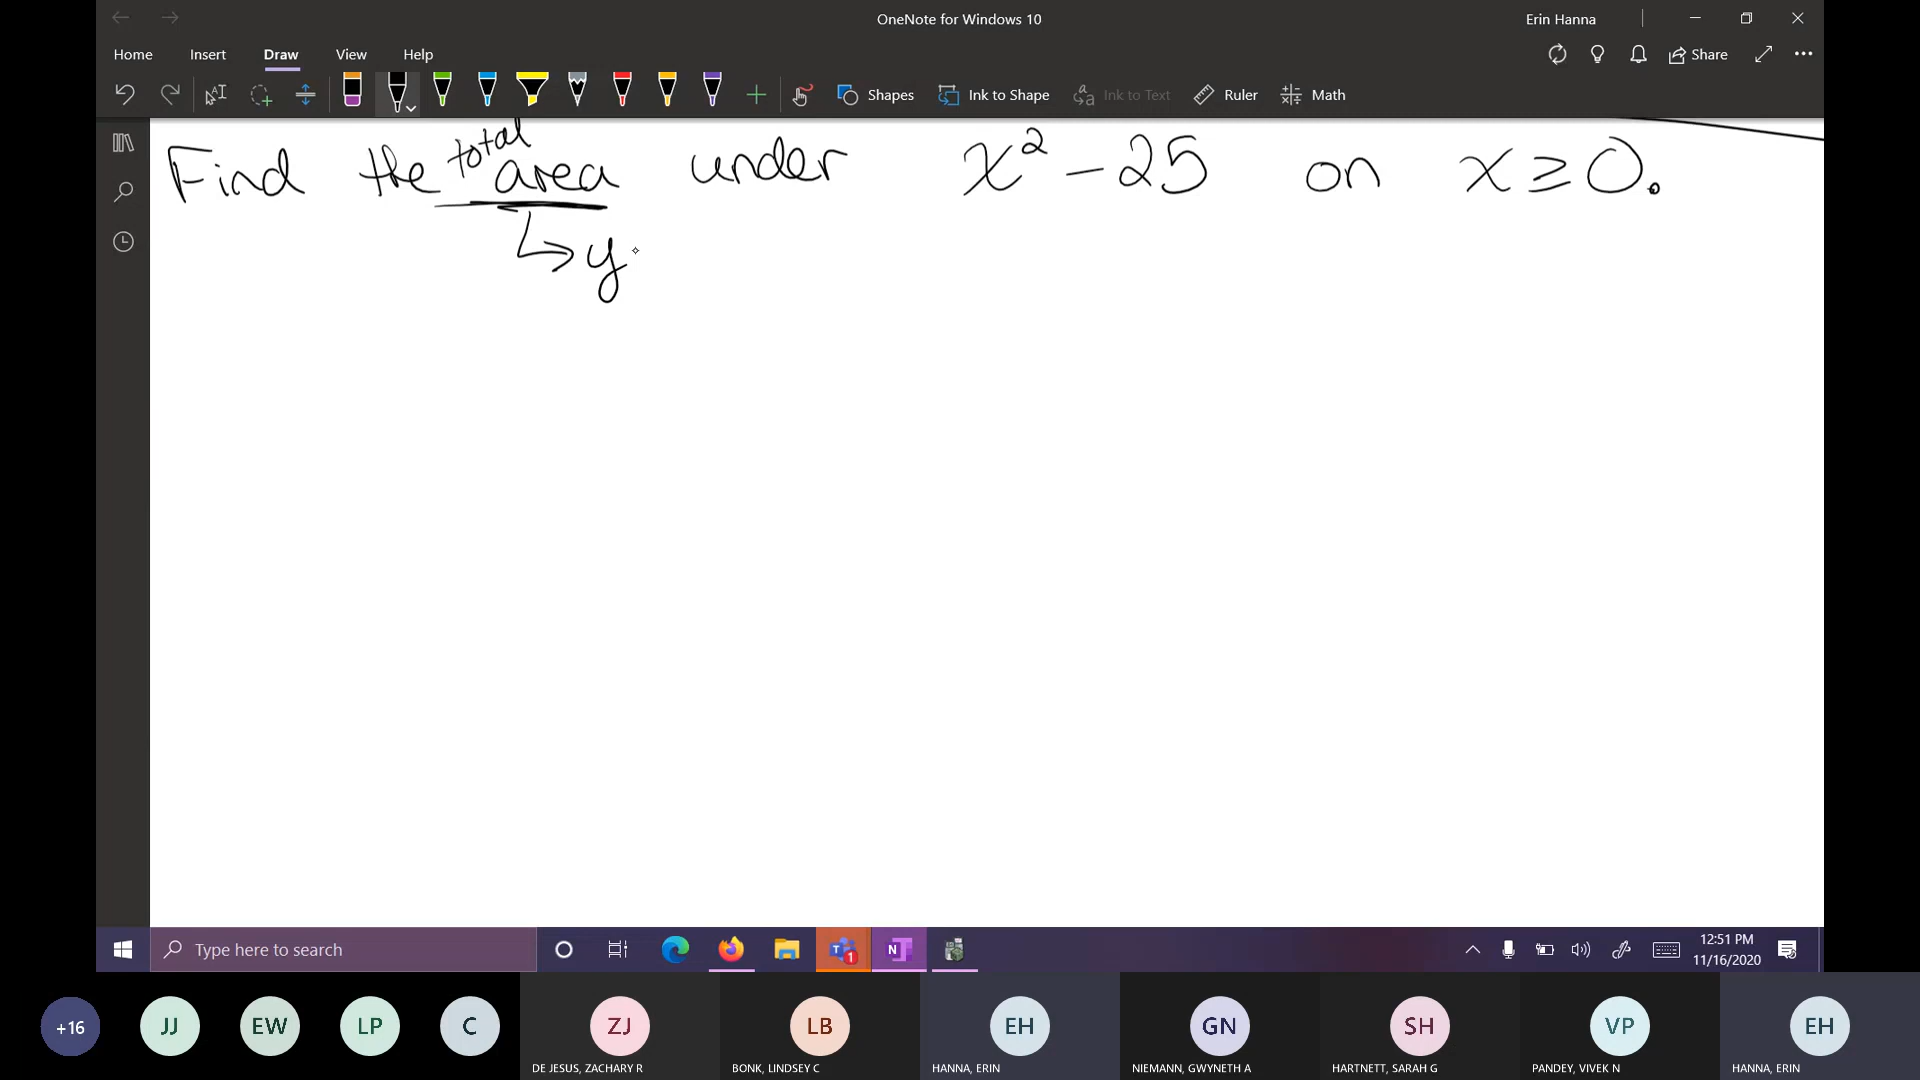 OneNote for Windows 10
Erin Hanna
Home Insert Draw View Help
Share
Shapes Ink to Shape Ink to Text Ruler Math
Find the total area under x² - 25 on x ≥ 0.
y
Type here to search
1
12:51 PM
11/16/2020
+16 JJ EW LP C ZJ LB EH GN SH VP EH
DE JESUS, ZACHARY R BONK, LINDSEY C HANNA, ERIN NIEMANN, GWYNETH A HARTNETT, SARAH G PANDEY, VIVEK N HANNA, ERIN